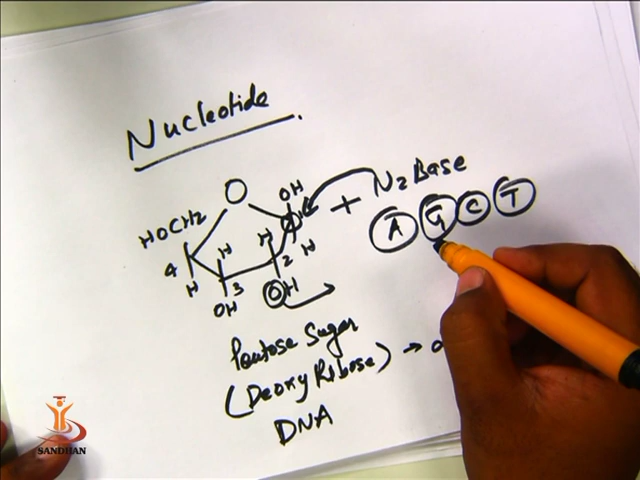 Nucleotide
O
OH
+ N2 Base
HOCH2
1
A G C T
H H H
4 2
H 3 OH
OH
Pentose Sugar
(Deoxy Ribose) →
DNA
SANDHAN